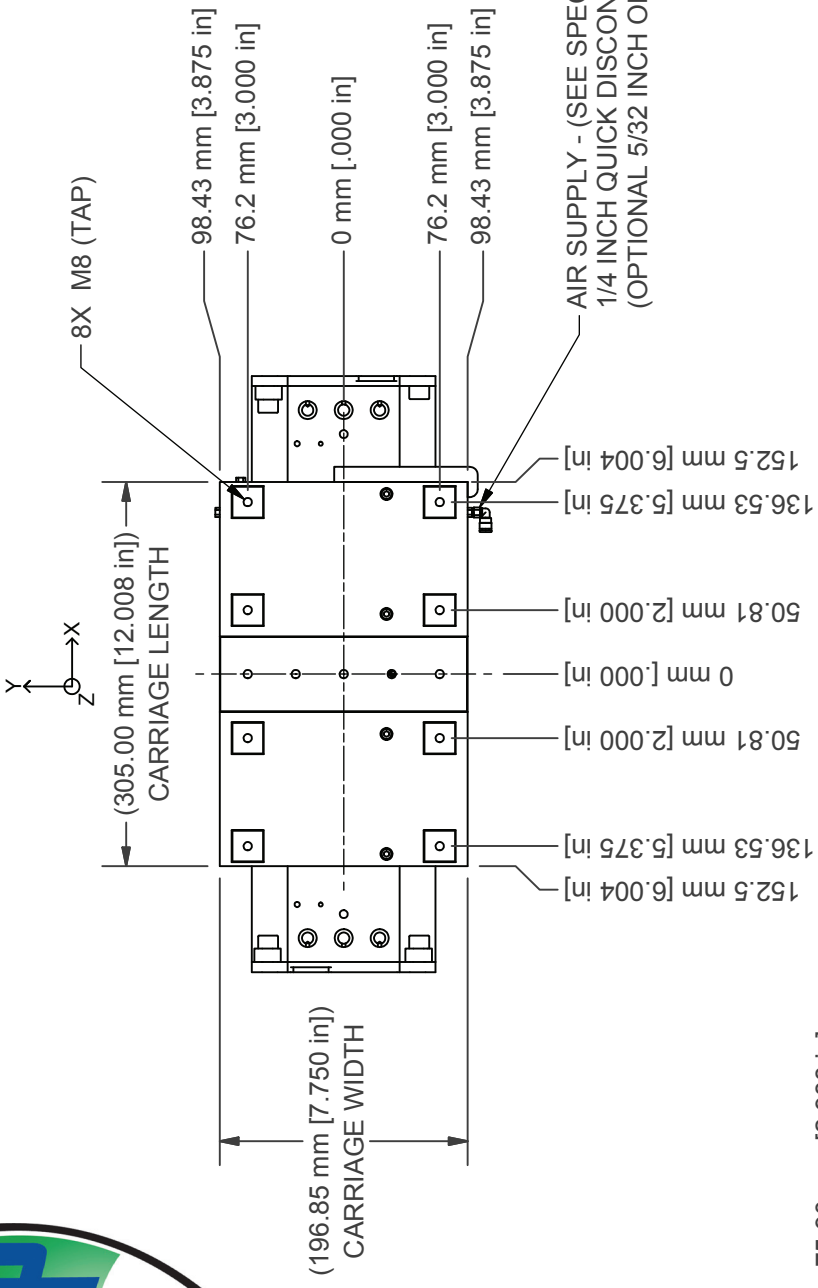 Y
X
Z
8X M8 (TAP)
(305.00 mm [12.008 in])
CARRIAGE LENGTH
98.43 mm [3.875 in]
76.2 mm [3.000 in]
0 mm [.000 in]
76.2 mm [3.000 in]
98.43 mm [3.875 in]
(196.85 mm [7.750 in])
CARRIAGE WIDTH
AIR SUPPLY - (SEE
1/4 INCH QUICK
(OPTIONAL 5/32 INCH
152.5 mm [6.004 in]
136.53 mm [5.375 in]
50.81 mm [2.000 in]
0 mm [.000 in]
50.81 mm [2.000 in]
136.53 mm [5.375 in]
152.5 mm [6.004 in]